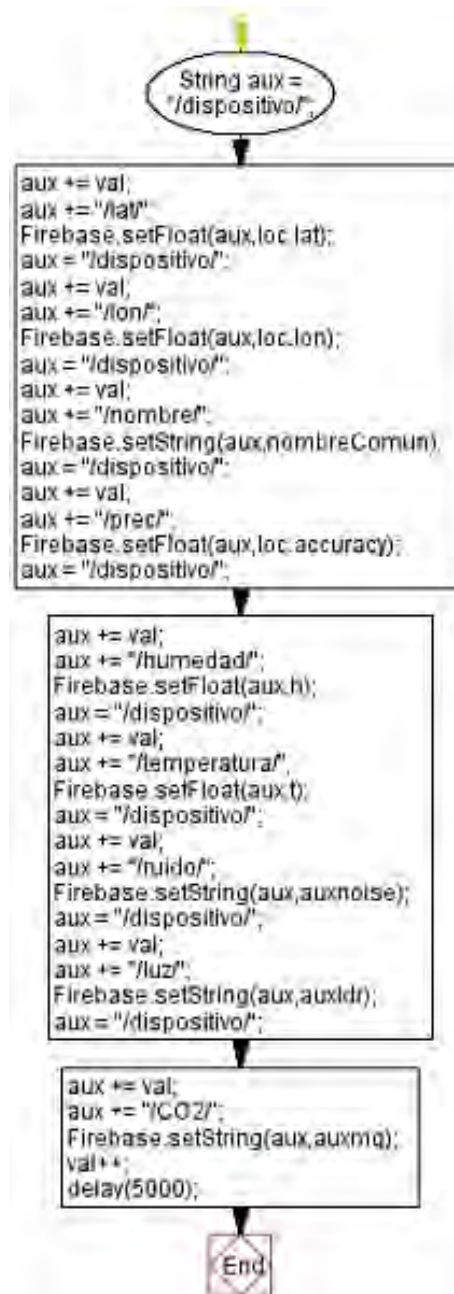 String aux =
"/dispositivo/";
aux += val;
aux += "/lat/"
Firebase.setFloat(aux,loc.lat);
aux = "/dispositivo/";
aux += val;
aux += "/lon/";
Firebase.setFloat(aux,loc.lon);
aux = "/dispositivo/";
aux += val;
aux += "/nombre/";
Firebase.setString(aux,nombreComun);
aux = "/dispositivo/";
aux += val;
aux += "/prec/";
Firebase.setFloat(aux,loc.accuracy);
aux = "/dispositivo/";
aux += val;
aux += "/humedad/";
Firebase.setFloat(aux,h);
aux = "/dispositivo/";
aux += val;
aux += "/temperatura/";
Firebase.setFloat(aux,t);
aux = "/dispositivo/";
aux += val;
aux += "/ruido/";
Firebase.setString(aux,auxnoise);
aux = "/dispositivo/";
aux += val;
aux += "/luz/";
Firebase.setString(aux,auxldr);
aux = "/dispositivo/";
aux += val;
aux += "/CO2/";
Firebase.setString(aux,auxmq);
val++;
delay(5000);
End